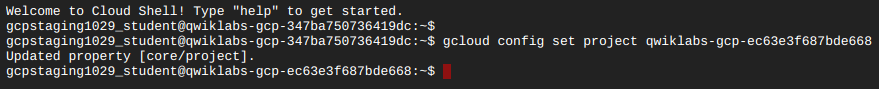 Welcome to Cloud Shell! Type "help" to get started.
gcpstaging1029_student@qwiklabs-gcp-347ba750736419dc:~$
gcpstaging1029_student@qwiklabs-gcp-347ba750736419dc:~$ gcloud config set project qwiklabs-gcp-ec63e3f687bde668
Updated property [core/project].
gcpstaging1029_student@qwiklabs-gcp-ec63e3f687bde668:~$